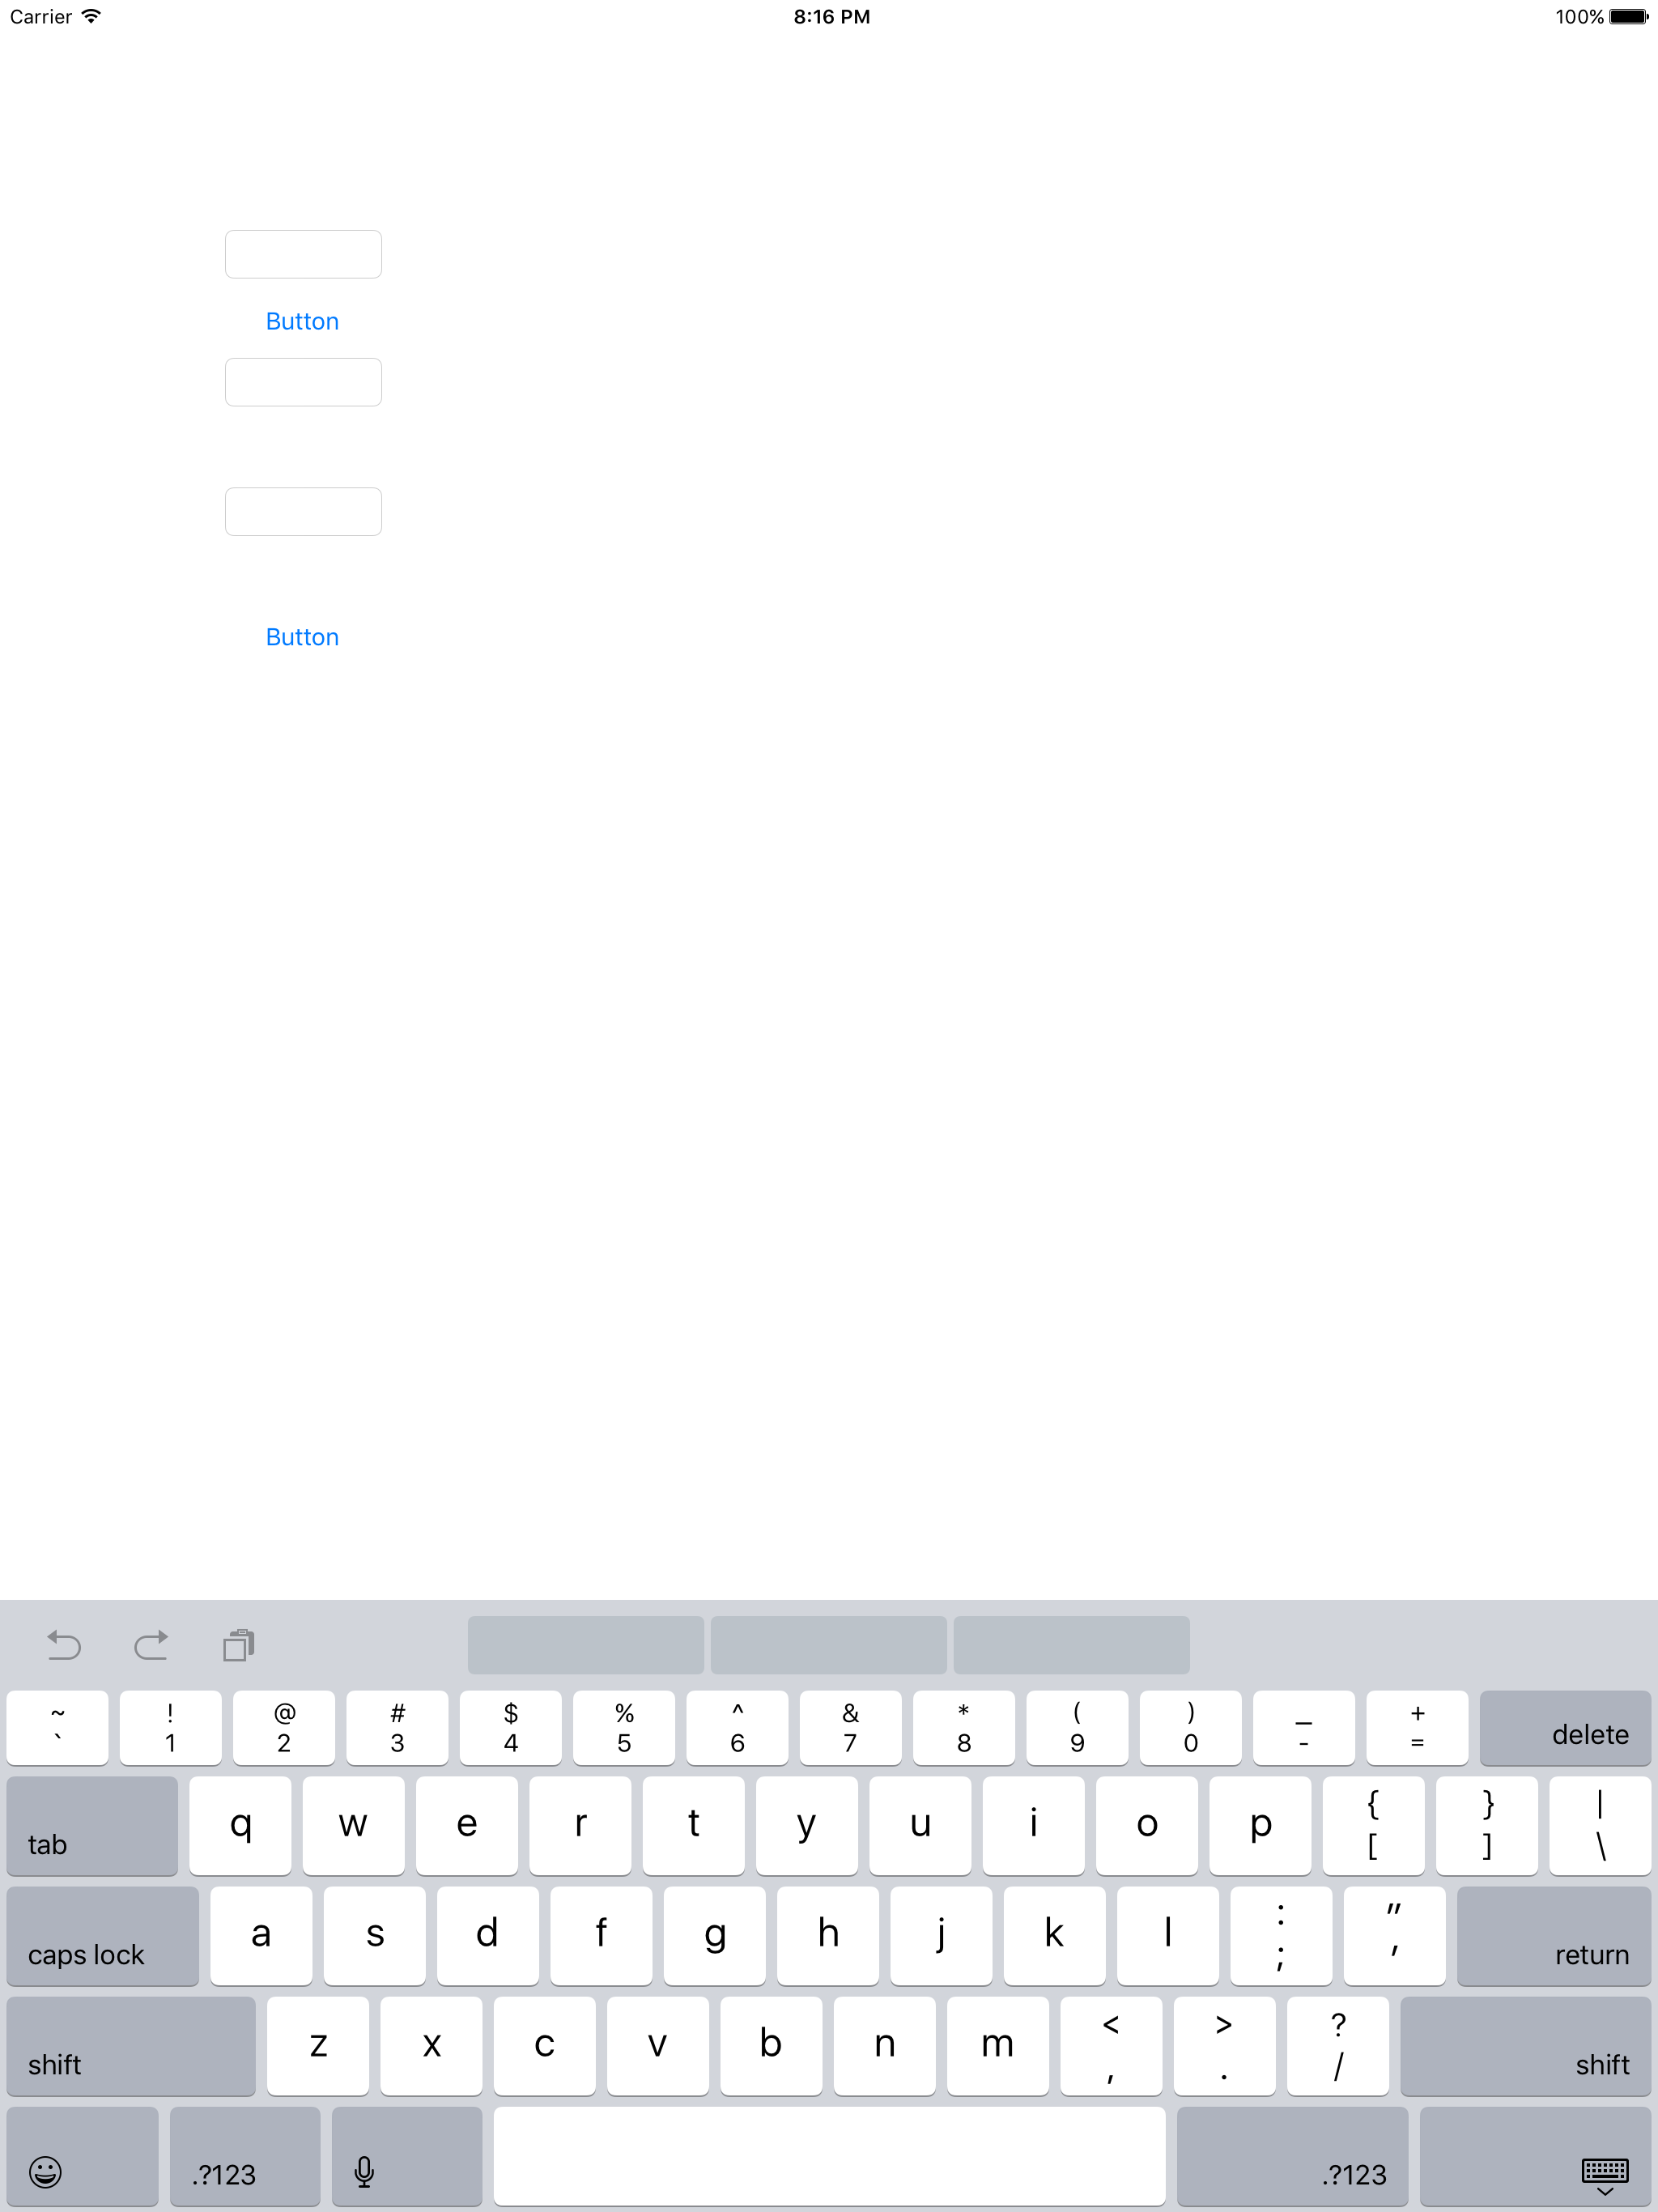 Carrier 8:16 PM 100%
Button
Button
~ ! @ # $ % ^ & * ( ) _ +
` 1 2 3 4 5 6 7 8 9 0 - = delete
tab q w e r t y u i o p { [ } ] | \
caps lock a s d f g h j k l : ; " ' return
shift z x c v b n m < , > . ? / shift
.?123 .?123